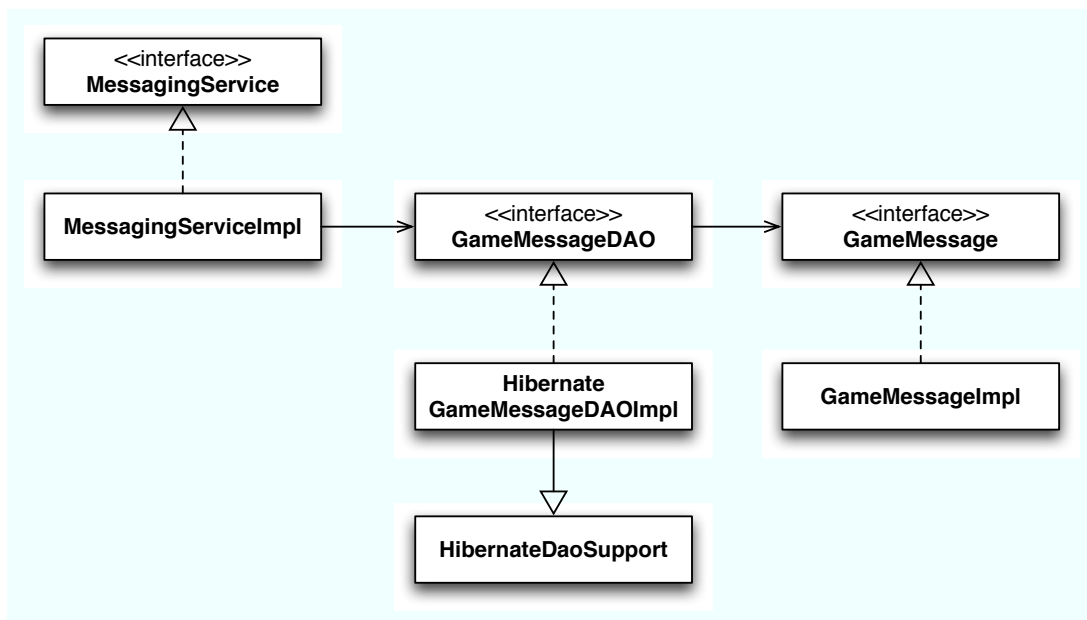 <<interface>>
MessagingService
MessagingServiceImpl
<<interface>>
GameMessageDAO
<<interface>>
GameMessage
Hibernate
GameMessageDAOImpl
GameMessageImpl
HibernateDaoSupport